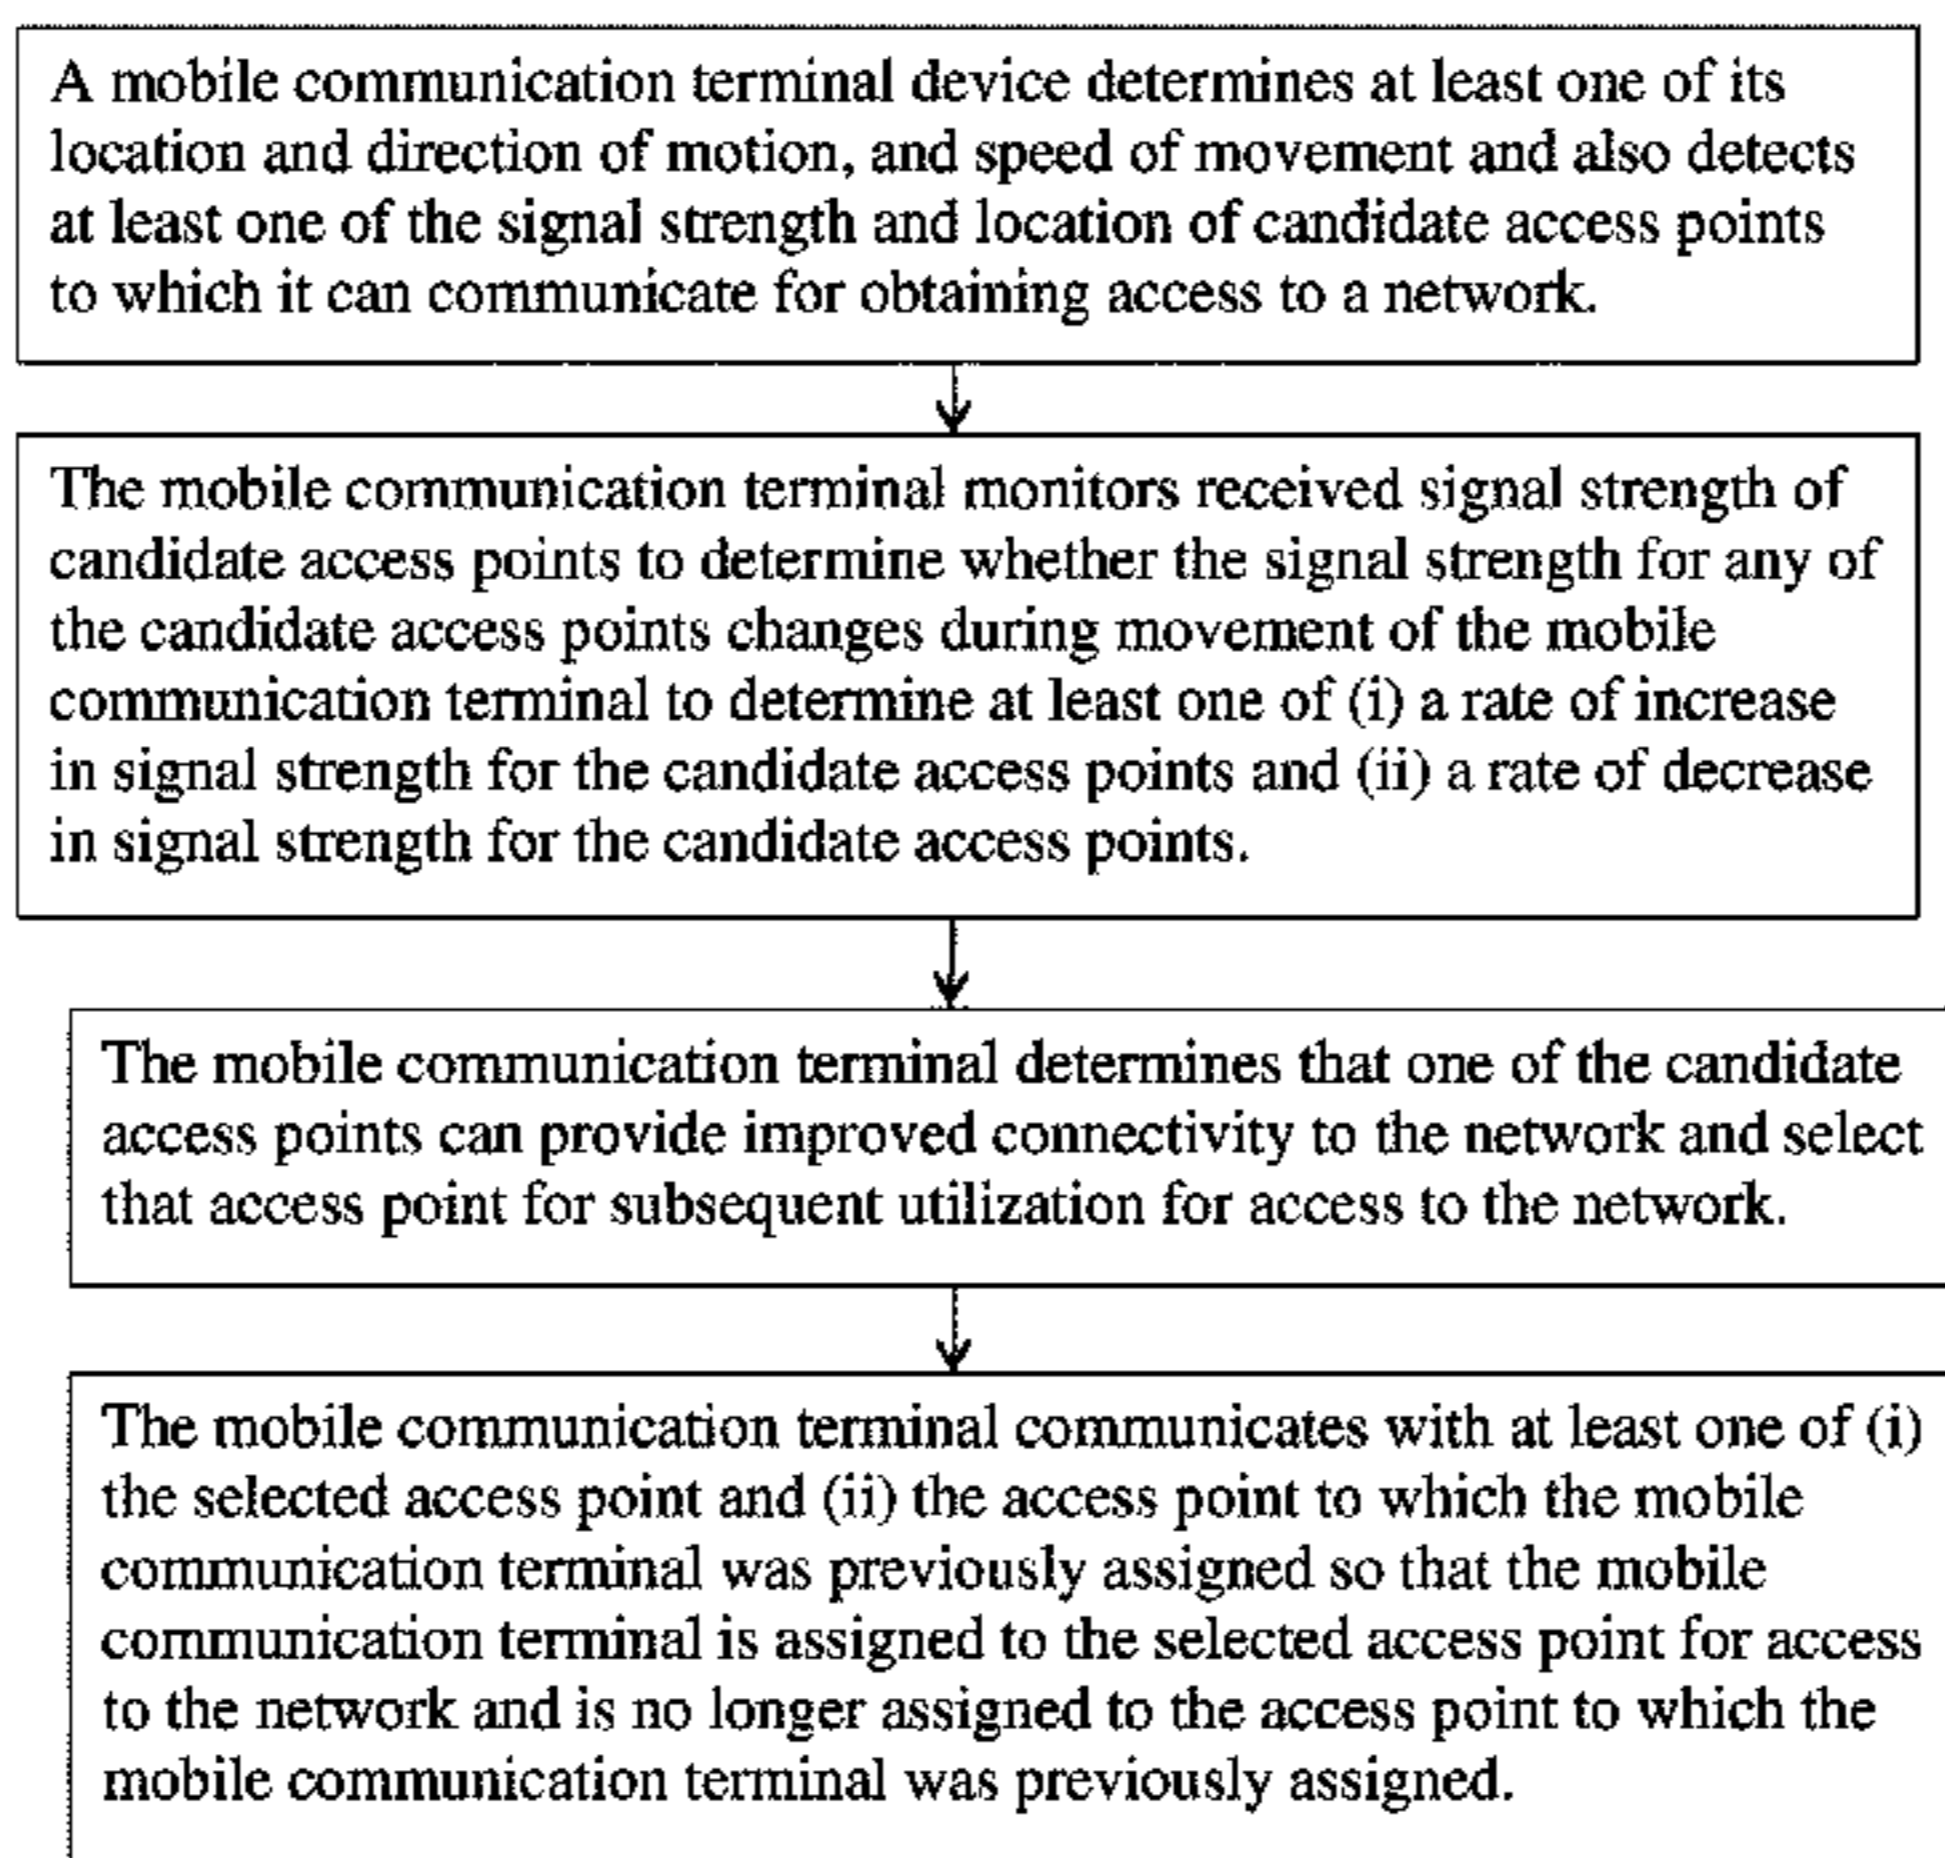 A mobile communication terminal device determines at least one of its
location and direction of motion, and speed of movement and also detects
at least one of the signal strength and location of candidate access points
to which it can communicate for obtaining access to a network.
The mobile communication terminal monitors received signal strength of
candidate access points to determine whether the signal strength for any of
the candidate access points changes during movement of the mobile
communication terminal to determine at least one of (i) a rate of increase
in signal strength for the candidate access points and (ii) a rate of decrease
in signal strength for the candidate access points.
The mobile communication terminal determines that one of the candidate
access points can provide improved connectivity to the network and select
that access point for subsequent utilization for access to the network.
The mobile communication terminal communicates with at least one of (i)
the selected access point and (ii) the access point to which the mobile
communication terminal was previously assigned so that the mobile
communication terminal is assigned to the selected access point for access
to the network and is no longer assigned to the access point to which the
mobile communication terminal was previously assigned.